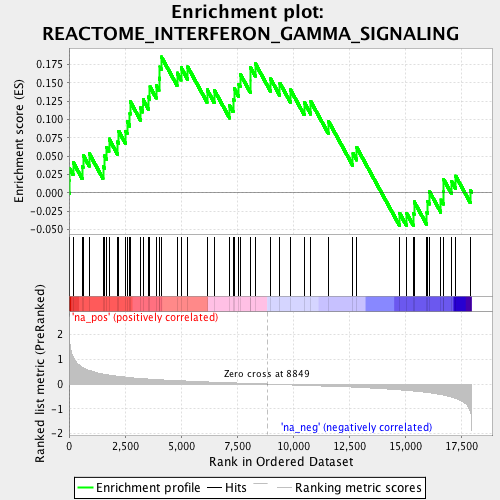 Enrichment plot:
REACTOME_INTERFERON_GAMMA_SIGNALING
Enrichment score (ES)
0.175
0.150
0.125
0.100
0.075
0.050
0.025
0.000
-0.025
-0.050
'na_pos' (positively correlated)
Ranked list metric (PreRanked)
2
1
0
-1
-2
Zero cross at 8849
'na_neg' (negatively correlated)
0 2,500 5,000 7,500 10,000 12,500 15,000 17,500
Rank in Ordered Dataset
Enrichment profile Hits Ranking metric scores